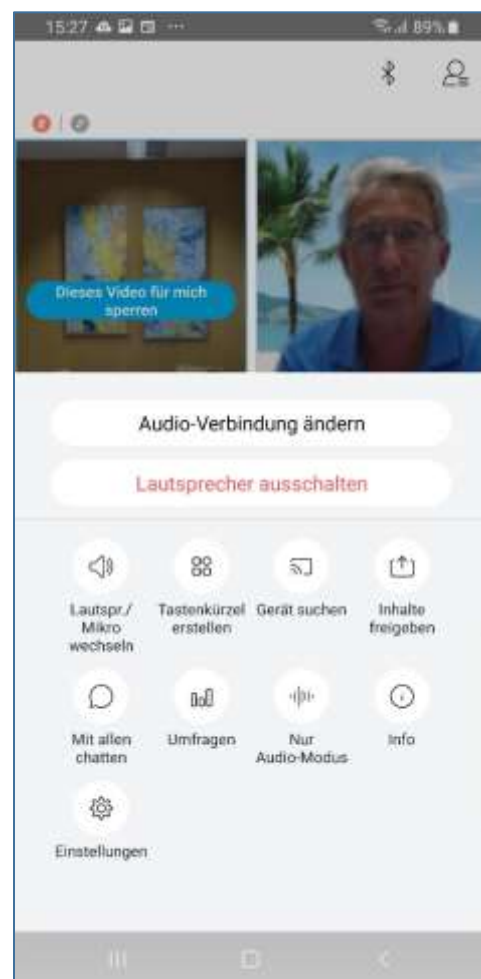 15:27
89%
Dieses Video für mich
sperren
Audio-Verbindung ändern
Lautsprecher ausschalten
Lautspr./
Mikro
wechseln
Tastenkürzel
erstellen
Gerät suchen
Inhalte
freigeben
Mit allen
chatten
Umfragen
Nur
Audio-Modus
Info
Einstellungen